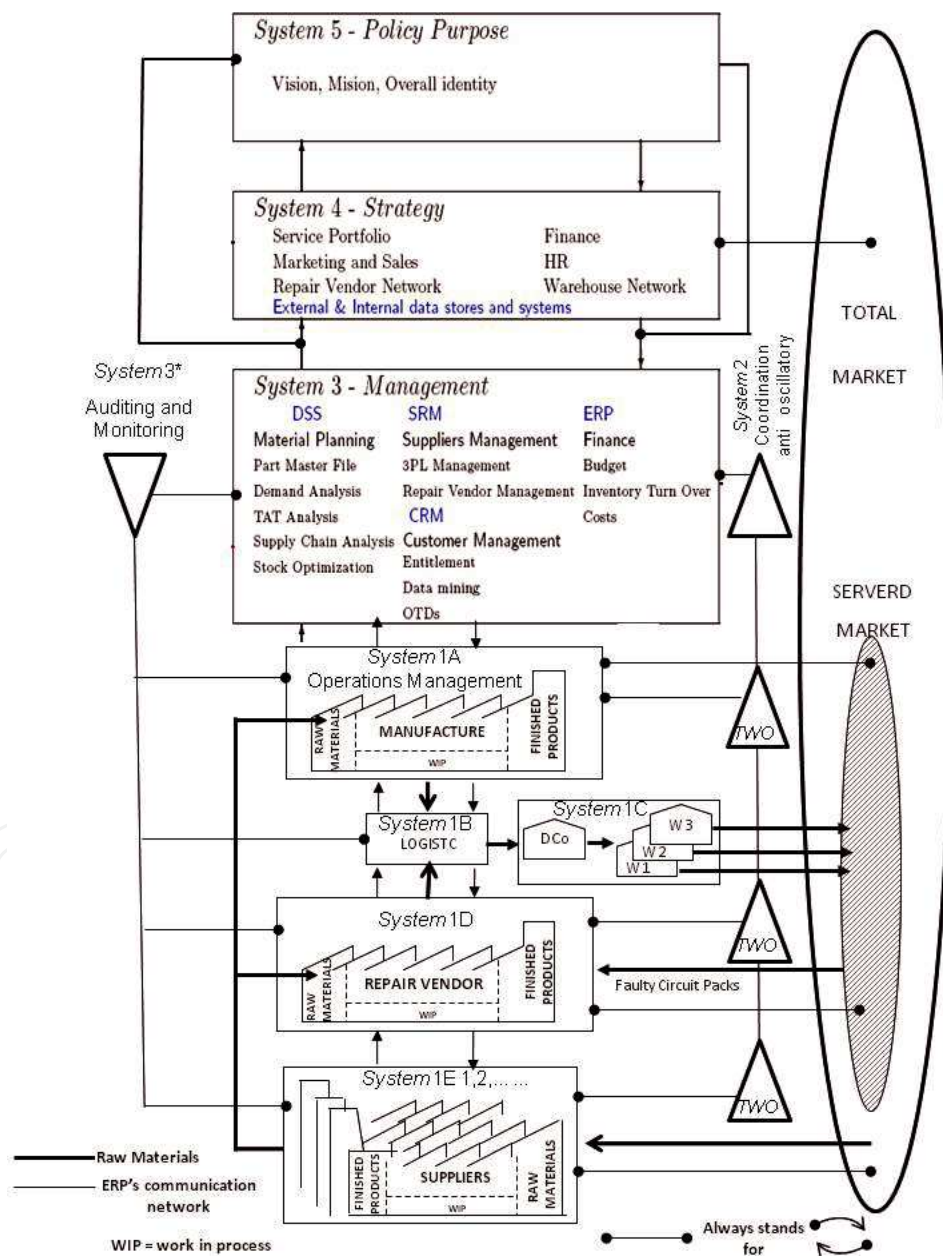 System 5 - Policy Purpose
Vision, Mision, Overall identity
System 4 - Strategy
Service Portfolio
Finance
Marketing and Sales
HR
Repair Vendor Network
Warehouse Network
External & Internal data stores and systems
TOTAL
MARKET
System3*
Auditing and
Monitoring
System2
Coordination
anti oscillatory
System 3 - Management
DSS
SRM
ERP
Material Planning
Suppliers Management
Finance
Part Master File
3PL Management
Budget
Demand Analysis
Repair Vendor Management
Inventory Turn Over
TAT Analysis
CRM
Costs
Supply Chain Analysis
Customer Management
Stock Optimization
Entitlement
Data mining
OTDs
SERVERD
MARKET
System1A
Operations Management
RAW
MATERIALS
MANUFACTURE
WIP
FINISHED
PRODUCTS
TWO
System1B
LOGISTC
System1C
DCo
W3
W2
W1
System1D
RAW
MATERIALS
REPAIR VENDOR
WIP
FINISHED
PRODUCTS
TWO
Faulty Circuit Packs
System1E 1,2,... ...
FINISHED
PRODUCTS
SUPPLIERS
WIP
RAW
MATERIALS
TWO
Raw Materials
ERP's communication
network
WIP = work in process
Always stands
for